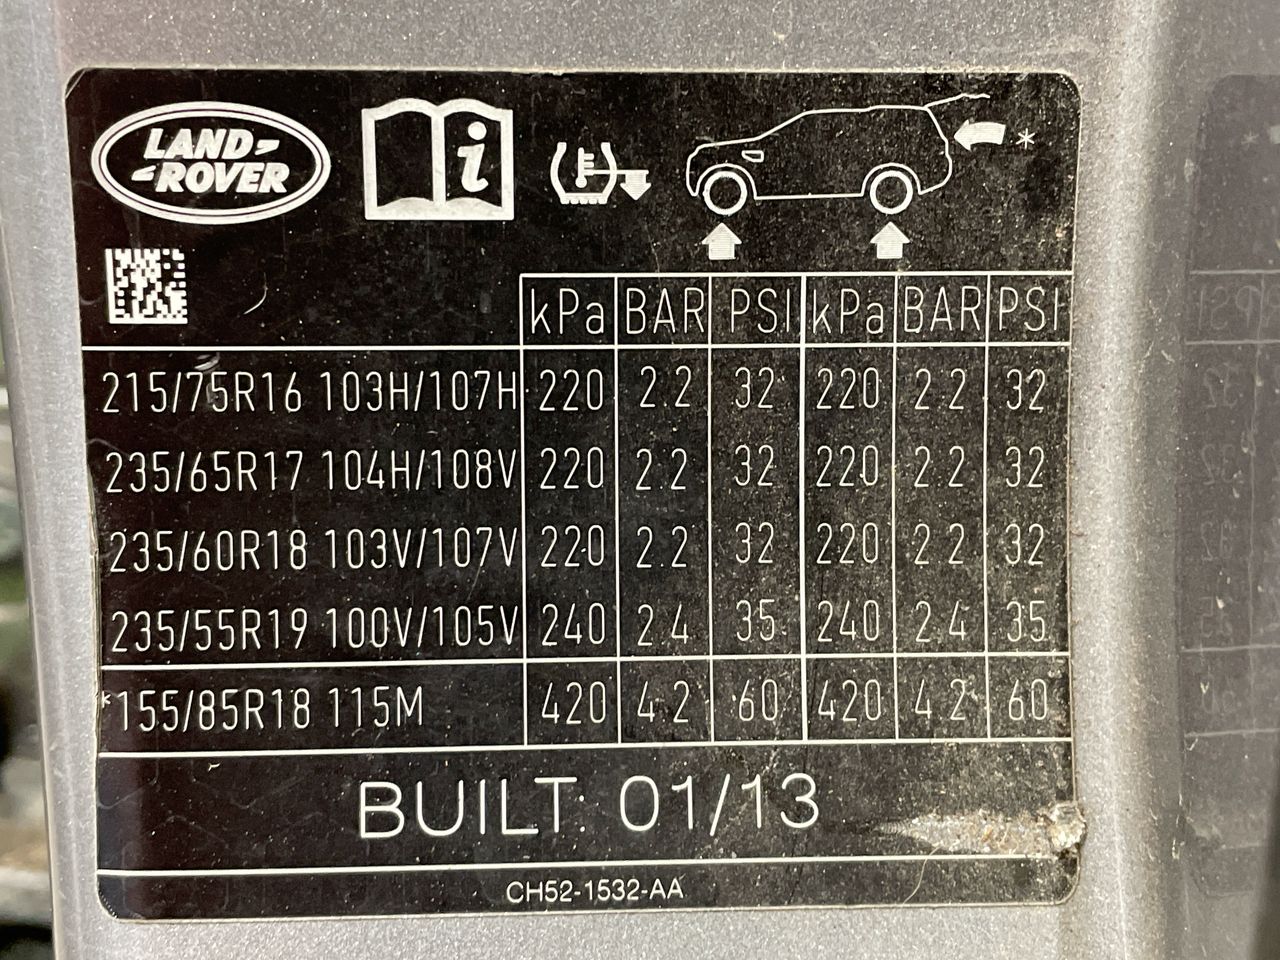 LAND-
-ROVER
i
*
kPa BAR PSI kPa BAR PSI
215/75R16 103H/107H 220 2.2 32 220 2.2 32
235/65R17 104H/108V 220 2.2 32 220 2.2 32
235/60R18 103V/107V 220 2.2 32 220 2.2 32
235/55R19 100V/105V 240 2.4 35 240 2.4 35
*155/85R18 115M 420 4.2 60 420 4.2 60
BUILT: 01/13
CH52-1532-AA